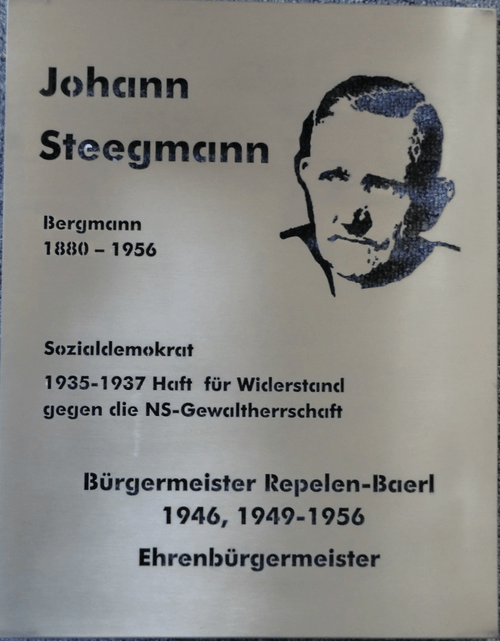 Johann
Steegmann
Bergmann
1880 – 1956
Sozialdemokrat
1935-1937 Haft für Widerstand
gegen die NS-Gewaltherrschaft
Bürgermeister Repelen-Baerl
1946, 1949-1956
Ehrenbürgermeister